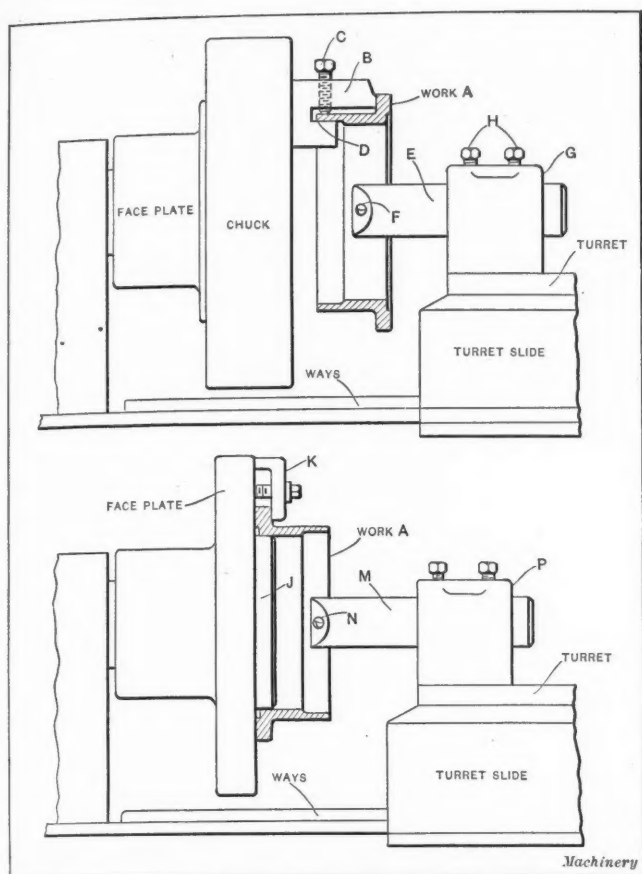 C
B
WORK A
H
E
G
D
F
FACE PLATE
CHUCK
TURRET
TURRET SLIDE
WAYS
K
FACE PLATE
WORK A
M
P
J
N
TURRET
WAYS
TURRET SLIDE
Machinery